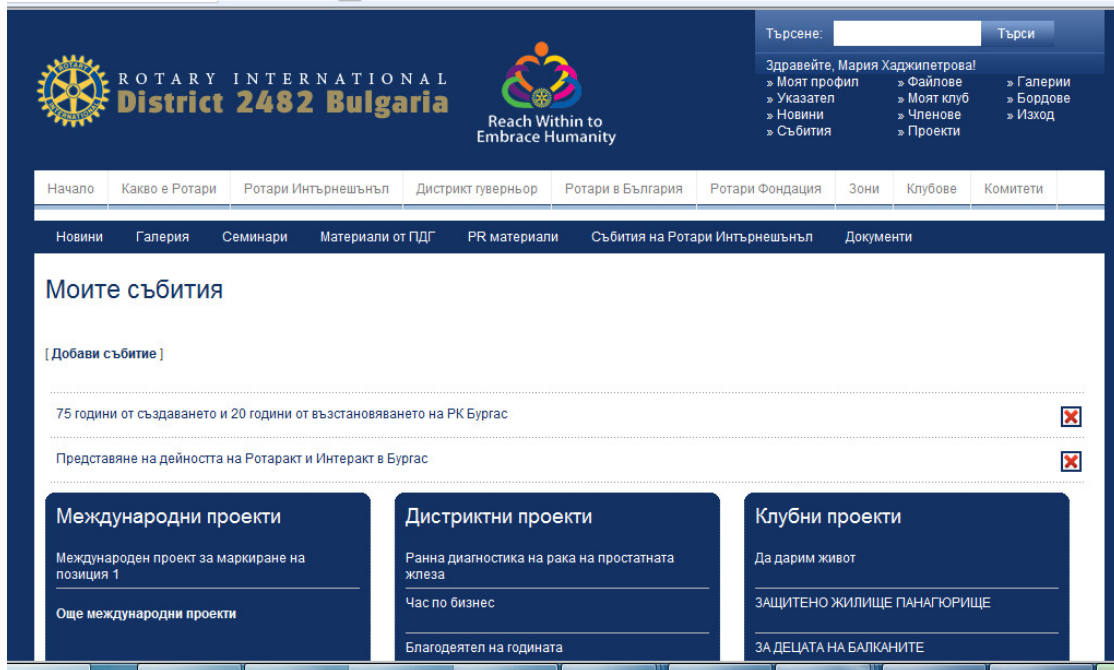 Търсене:
Търси
ROTARY INTERNATIONAL
District 2482 Bulgaria
ROTARY
INTERNATIONAL
Reach Within to
Embrace Humanity
Здравейте, Мария Хаджипетрова!
» Моят профил » Файлове » Галерии
» Указател » Моят клуб » Бордове
» Новини » Членове » Изход
» Събития » Проекти
Начало Какво е Ротари Ротари Интърнешънъл Дистрикт гуверньор Ротари в България Ротари Фондация Зони Клубове Комитети
Новини Галерия Семинари Материали от ПДГ PR материали Събития на Ротари Интърнешънъл Документи
Моите събития
[ Добави събитие ]
75 години от създаването и 20 години от възстановяването на РК Бургас
Представяне на дейността на Ротаракт и Интеракт в Бургас
Международни проекти
Международен проект за маркиране на
позиция 1
Още международни проекти
Дистриктни проекти
Ранна диагностика на рака на простатната
жлеза
Час по бизнес
Благодеятел на годината
Клубни проекти
Да дарим живот
ЗАЩИТЕНО ЖИЛИЩЕ ПАНАГЮРИЩЕ
ЗА ДЕЦАТА НА БАЛКАНИТЕ